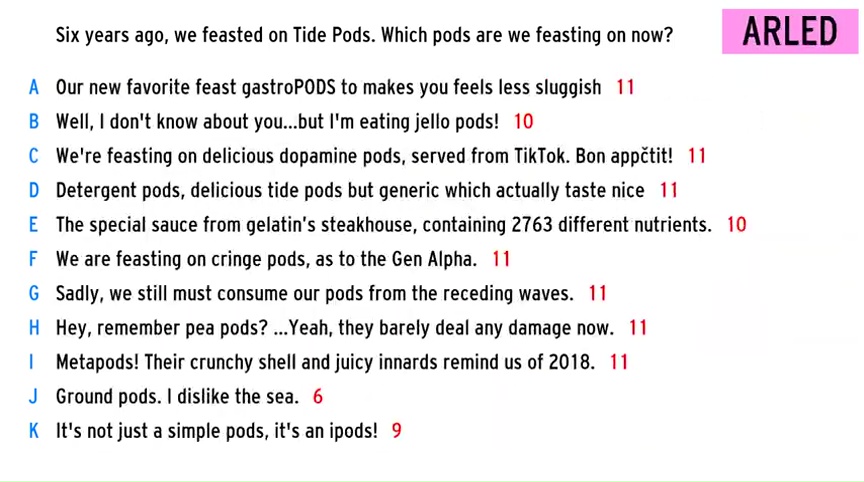 Six years ago, we feasted on Tide Pods. Which pods are we feasting on now?
ARLED
A Our new favorite feast gastroPODS to makes you feels less sluggish 11
B Well, I don't know about you...but I'm eating jello pods! 10
C We're feasting on delicious dopamine pods, served from TikTok. Bon appčtit! 11
D Detergent pods, delicious tide pods but generic which actually taste nice 11
E The special sauce from gelatin's steakhouse, containing 2763 different nutrients. 10
F We are feasting on cringe pods, as to the Gen Alpha. 11
G Sadly, we still must consume our pods from the receding waves. 11
H Hey, remember pea pods? ...Yeah, they barely deal any damage now. 11
I Metapods! Their crunchy shell and juicy innards remind us of 2018. 11
J Ground pods. I dislike the sea. 6
K It's not just a simple pods, it's an ipods! 9